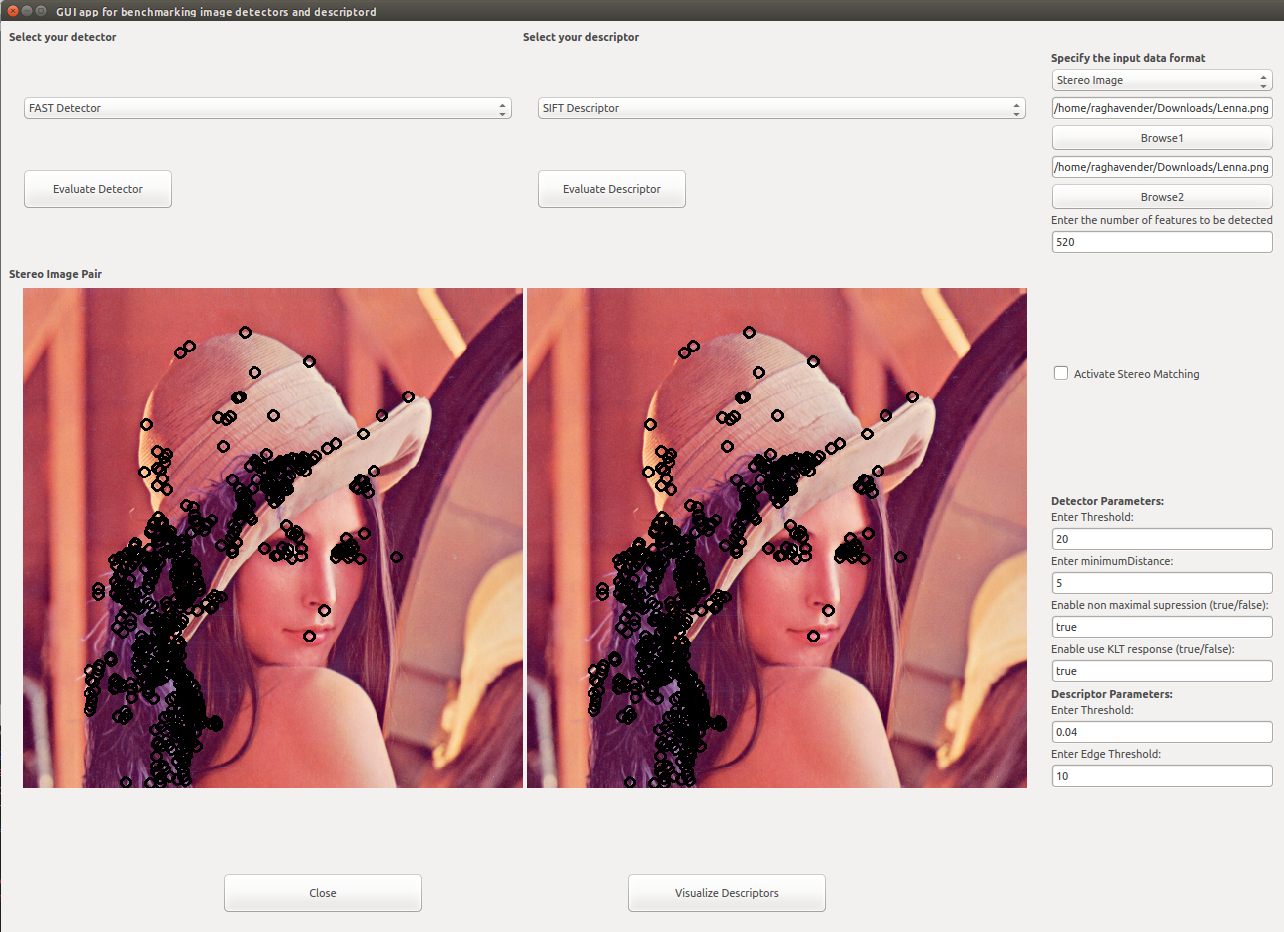 GUI app for benchmarking image detectors and descriptord
Select your detector
Select your descriptor
FAST Detector
SIFT Descriptor
Evaluate Detector
Evaluate Descriptor
Specify the input data format
Stereo Image
/home/raghavender/Downloads/Lenna.png
Browse1
/home/raghavender/Downloads/Lenna.png
Browse2
Enter the number of features to be detected
520
Stereo Image Pair
Activate Stereo Matching
Detector Parameters:
Enter Threshold:
20
Enter minimumDistance:
5
Enable non maximal supression (true/false):
true
Enable use KLT response (true/false):
true
Descriptor Parameters:
Enter Threshold:
0.04
Enter Edge Threshold:
10
Close
Visualize Descriptors